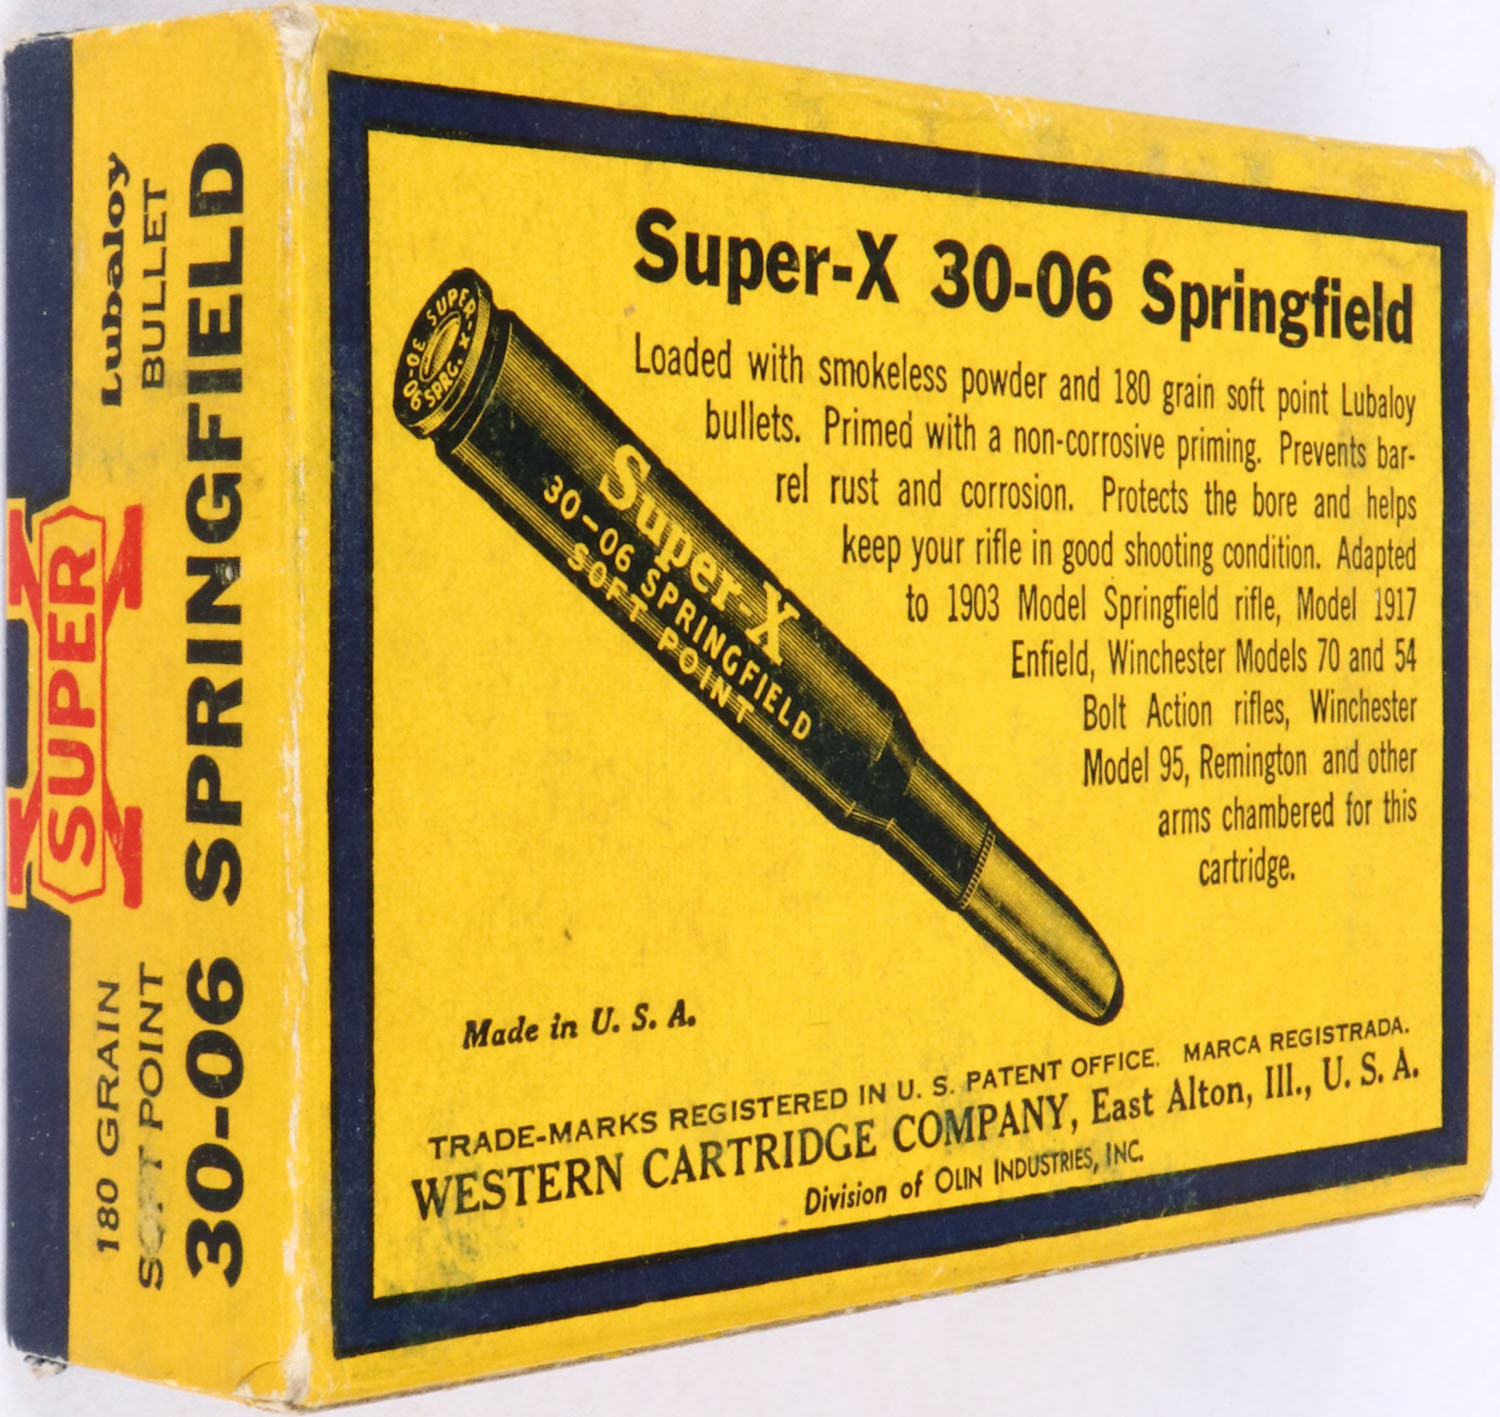 Lubaloy
BULLET
SUPER X
180 GRAIN
SOFT POINT
30-06 SPRINGFIELD
Super-X 30-06 Springfield
Loaded with smokeless powder and 180 grain soft point Lubaloy
bullets. Primed with a non-corrosive priming. Prevents bar-
rel rust and corrosion. Protects the bore and helps
keep your rifle in good shooting condition. Adapted
to 1903 Model Springfield rifle, Model 1917
Enfield, Winchester Models 70 and 54
Bolt Action rifles, Winchester
Model 95, Remington and other
arms chambered for this
cartridge.
SUPER-X
30-06
SPRG.
Super-X
30-06 SPRINGFIELD
SOFT POINT
Made in U. S. A.
TRADE-MARKS REGISTERED IN U. S. PATENT OFFICE. MARCA REGISTRADA.
WESTERN CARTRIDGE COMPANY, East Alton, Ill., U. S. A.
Division of OLIN INDUSTRIES, INC.